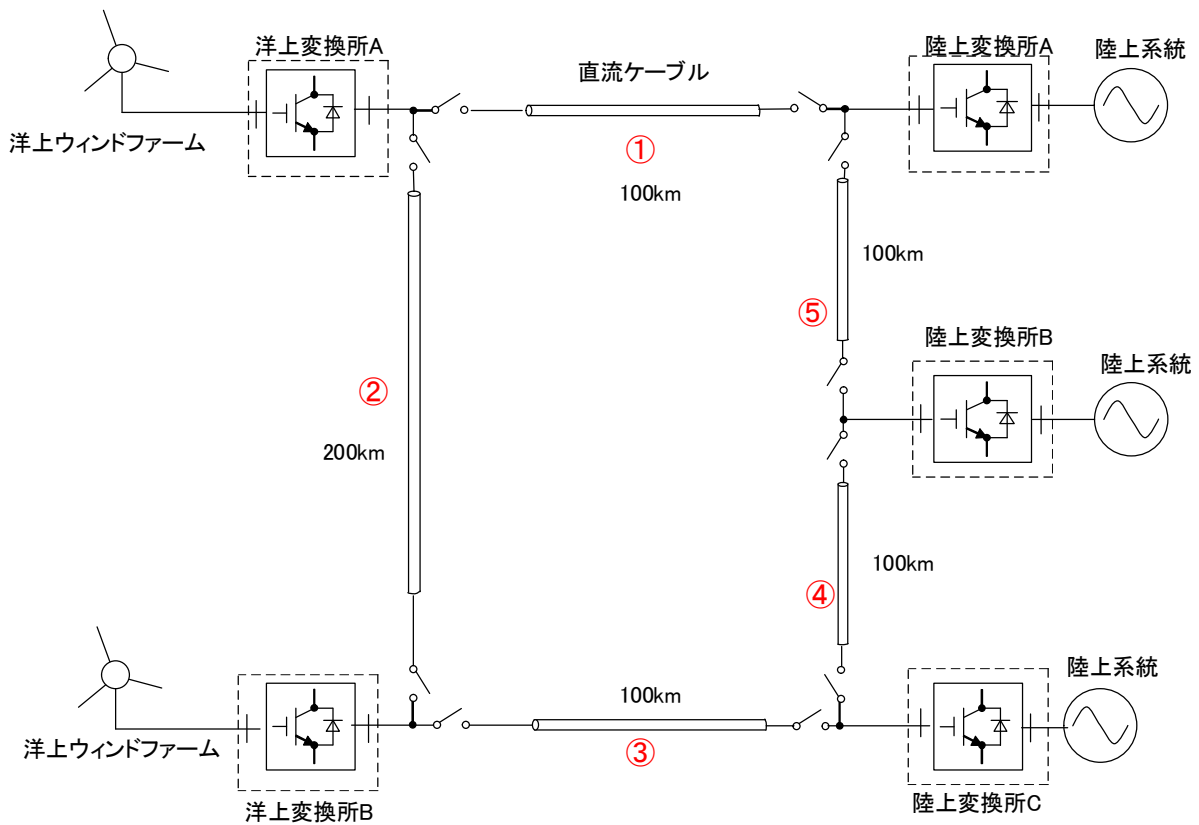 洋上変換所A
陸上変換所A
陸上系統
直流ケーブル
洋上ウィンドファーム
①
100km
100km
⑤
陸上変換所B
陸上系統
②
200km
100km
④
陸上系統
100km
洋上ウィンドファーム
③
洋上変換所B
陸上変換所C